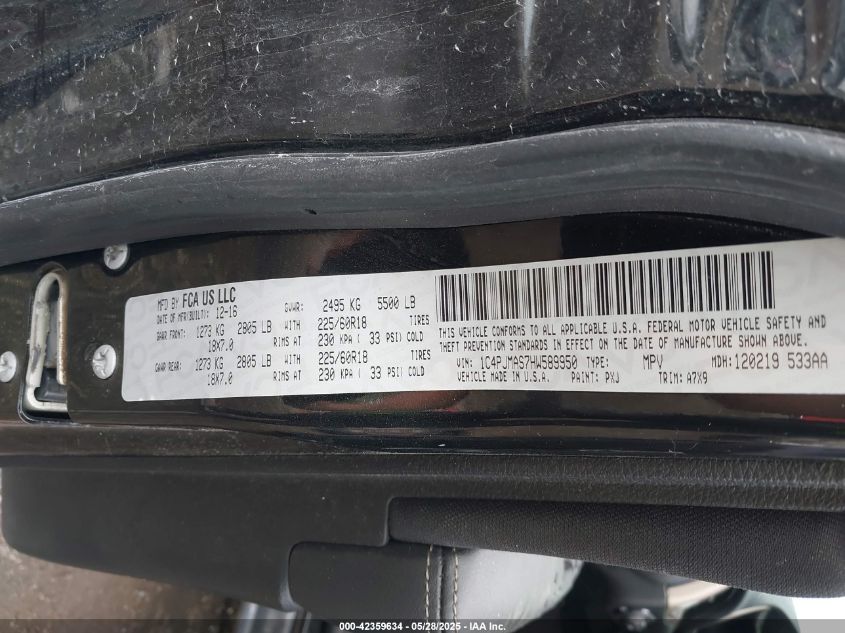 MFD BY FCA US LLC
DATE OF MFR(BUILT): 12-16 GVWR: 2495 KG 5500 LB
GAWR FRONT: 1273 KG 2805 LB WITH 225/60R18 TIRES
18X7.0 RIMS AT 230 KPA ( 33 PSI) COLD
GAWR REAR: 1273 KG 2805 LB WITH 225/60R18 TIRES
18X7.0 RIMS AT 230 KPA ( 33 PSI) COLD
THIS VEHICLE CONFORMS TO ALL APPLICABLE U.S.A. FEDERAL MOTOR VEHICLE SAFETY, AND
THEFT PREVENTION STANDARDS IN EFFECT ON THE DATE OF MANUFACTURE SHOWN ABOVE.
VIN: 1C4PJMAS7HW589950 TYPE: MPV MDH: 120219 533AA
VEHICLE MADE IN U.S.A. PAINT: PXJ TRIM: A7X9
000-42359634 - 05/28/2025 - IAA Inc.